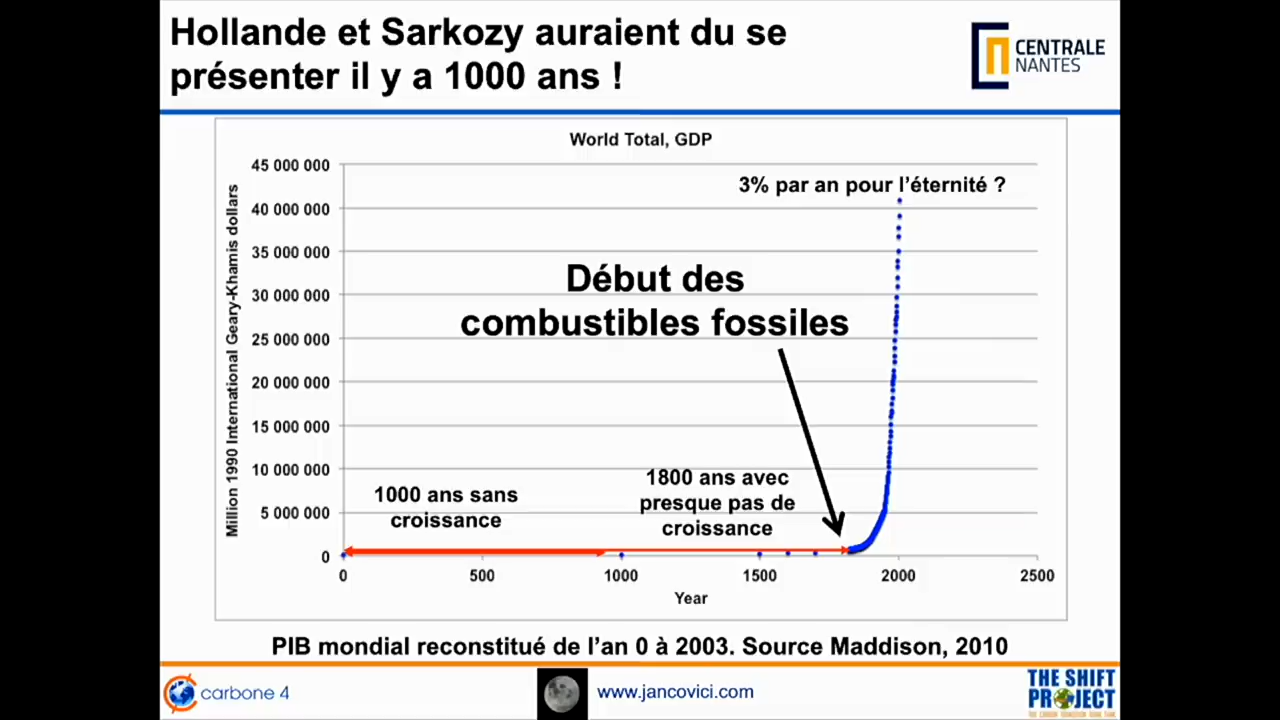 Hollande et Sarkozy auraient du se
présenter il y a 1000 ans !
CENTRALE
NANTES
World Total, GDP
3% par an pour l'éternité ?
Million 1990 International Geary-Khamis dollars
45 000 000
40 000 000
35 000 000
30 000 000
25 000 000
20 000 000
15 000 000
10 000 000
5 000 000
0
Début des
combustibles fossiles
1000 ans sans
croissance
1800 ans avec
presque pas de
croissance
0
500
1000
1500
2000
2500
Year
PIB mondial reconstitué de l'an 0 à 2003. Source Maddison, 2010
carbone 4
www.jancovici.com
THE SHIFT
PROJECT